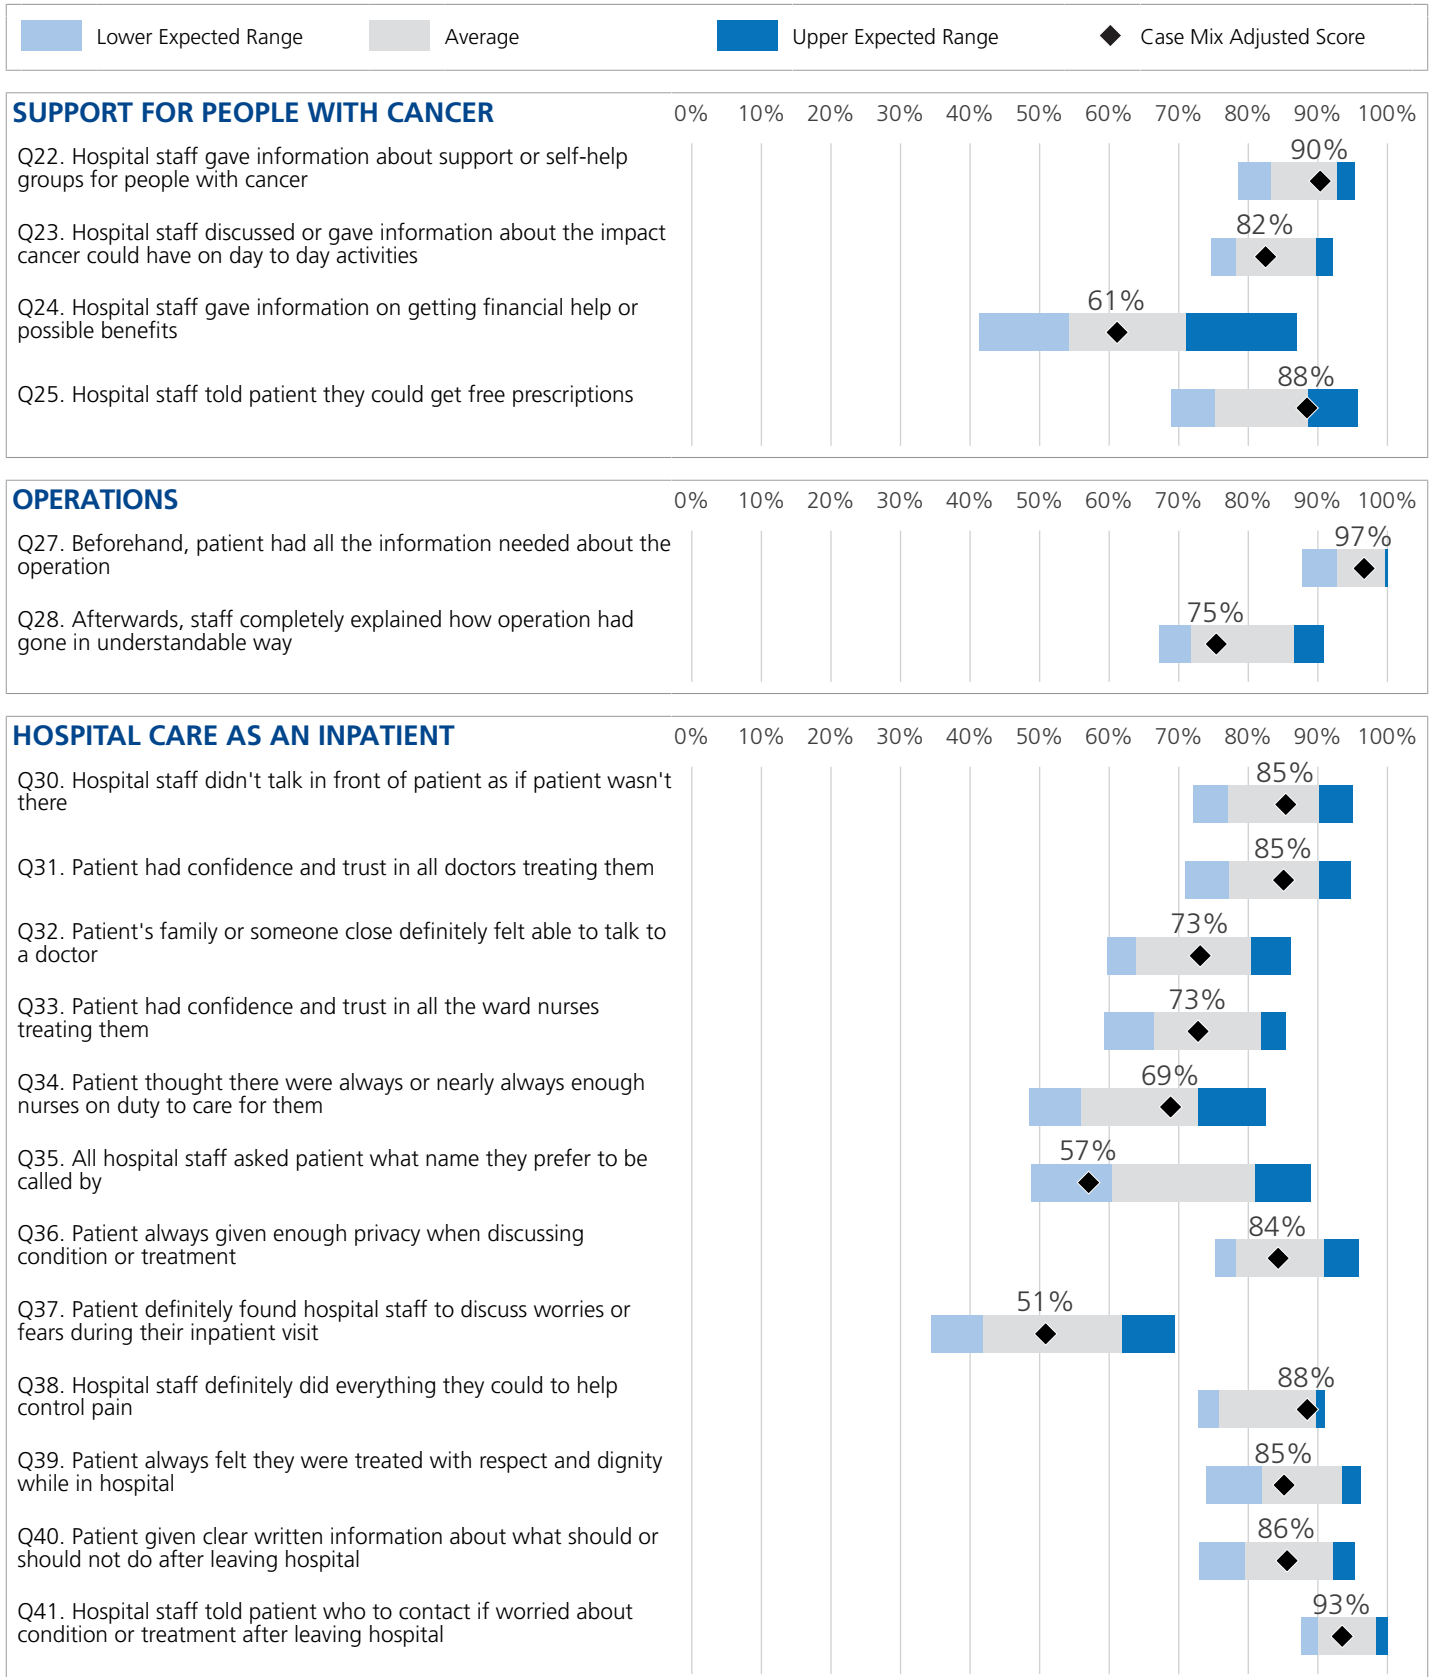 Lower Expected Range Average Upper Expected Range Case Mix Adjusted Score
SUPPORT FOR PEOPLE WITH CANCER 0% 10% 20% 30% 40% 50% 60% 70% 80% 90% 100%
Q22. Hospital staff gave information about support or self-help
groups for people with cancer
90%
Q23. Hospital staff discussed or gave information about the impact
cancer could have on day to day activities
82%
Q24. Hospital staff gave information on getting financial help or
possible benefits
61%
Q25. Hospital staff told patient they could get free prescriptions
88%
OPERATIONS 0% 10% 20% 30% 40% 50% 60% 70% 80% 90% 100%
Q27. Beforehand, patient had all the information needed about the
operation
97%
Q28. Afterwards, staff completely explained how operation had
gone in understandable way
75%
HOSPITAL CARE AS AN INPATIENT 0% 10% 20% 30% 40% 50% 60% 70% 80% 90% 100%
Q30. Hospital staff didn't talk in front of patient as if patient wasn't
there
85%
Q31. Patient had confidence and trust in all doctors treating them
85%
Q32. Patient's family or someone close definitely felt able to talk to
a doctor
73%
Q33. Patient had confidence and trust in all the ward nurses
treating them
73%
Q34. Patient thought there were always or nearly always enough
nurses on duty to care for them
69%
Q35. All hospital staff asked patient what name they prefer to be
called by
57%
Q36. Patient always given enough privacy when discussing
condition or treatment
84%
Q37. Patient definitely found hospital staff to discuss worries or
fears during their inpatient visit
51%
Q38. Hospital staff definitely did everything they could to help
control pain
88%
Q39. Patient always felt they were treated with respect and dignity
while in hospital
85%
Q40. Patient given clear written information about what should or
should not do after leaving hospital
86%
Q41. Hospital staff told patient who to contact if worried about
condition or treatment after leaving hospital
93%